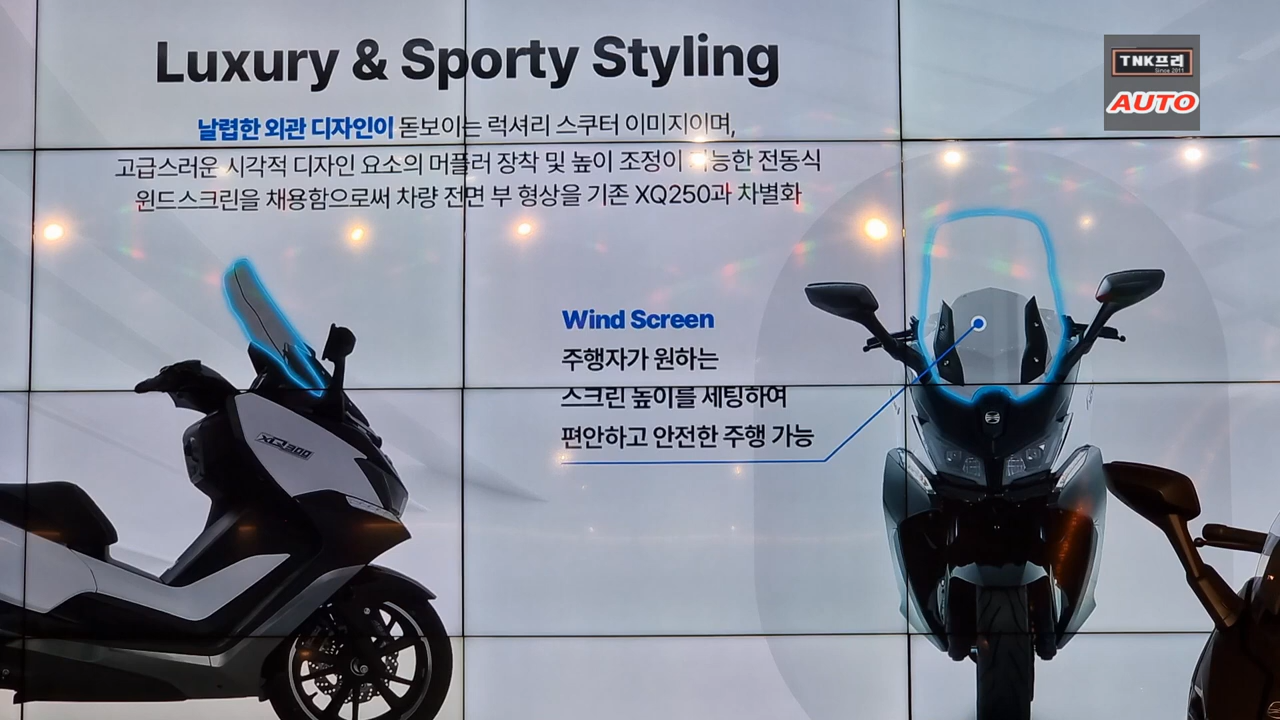 Luxury & Sporty Styling
TNK프리
Since 2011
AUTO
날렵한 외관 디자인이 돋보이는 럭셔리 스쿠터 이미지이며,
고급스러운 시각적 디자인 요소의 머플러 장착 및 높이 조정이 가능한 전동식
윈드스크린을 채용함으로써 차량 전면 부 형상을 기존 XQ250과 차별화
Wind Screen
주행자가 원하는
스크린 높이를 세팅하여
편안하고 안전한 주행 가능
XQ300